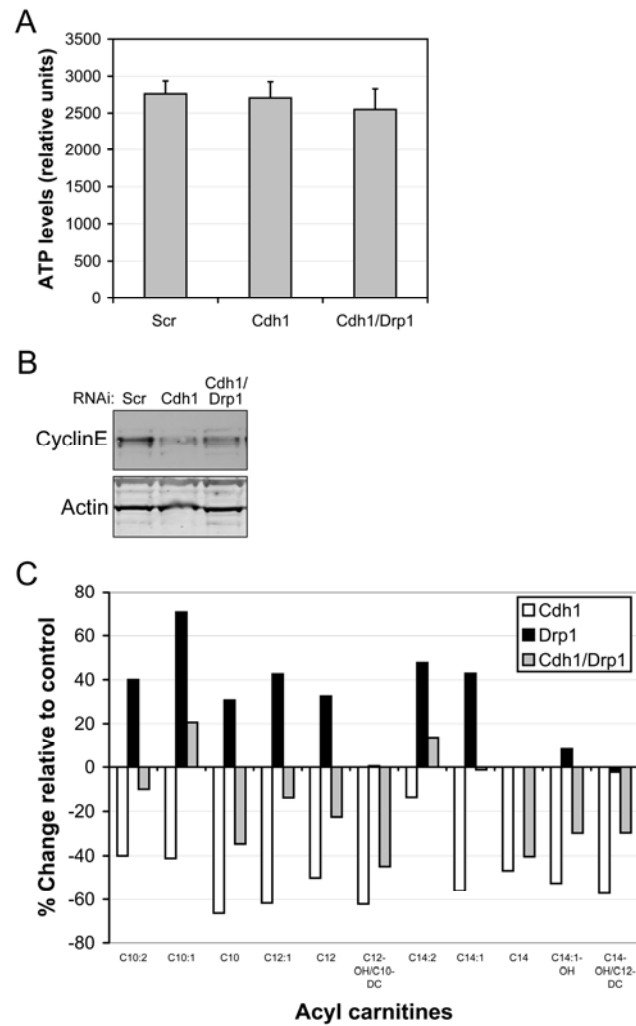 A
ATP levels (relative units)
3500
3000
2500
2000
1500
1000
500
0
Scr
Cdh1
Cdh1/Drp1
B
RNAi: Scr Cdh1 Cdh1/
Drp1
CyclinE
Actin
C
% Change relative to control
80
60
40
20
0
-20
-40
-60
-80
Cdh1
Drp1
Cdh1/Drp1
C10:2
C10:1
C10
C12:1
C12
C12-
OH/C10-
DC
C14:2
C14:1
C14
C14:1-
OH
C14-
OH/C12-
DC
Acyl carnitines